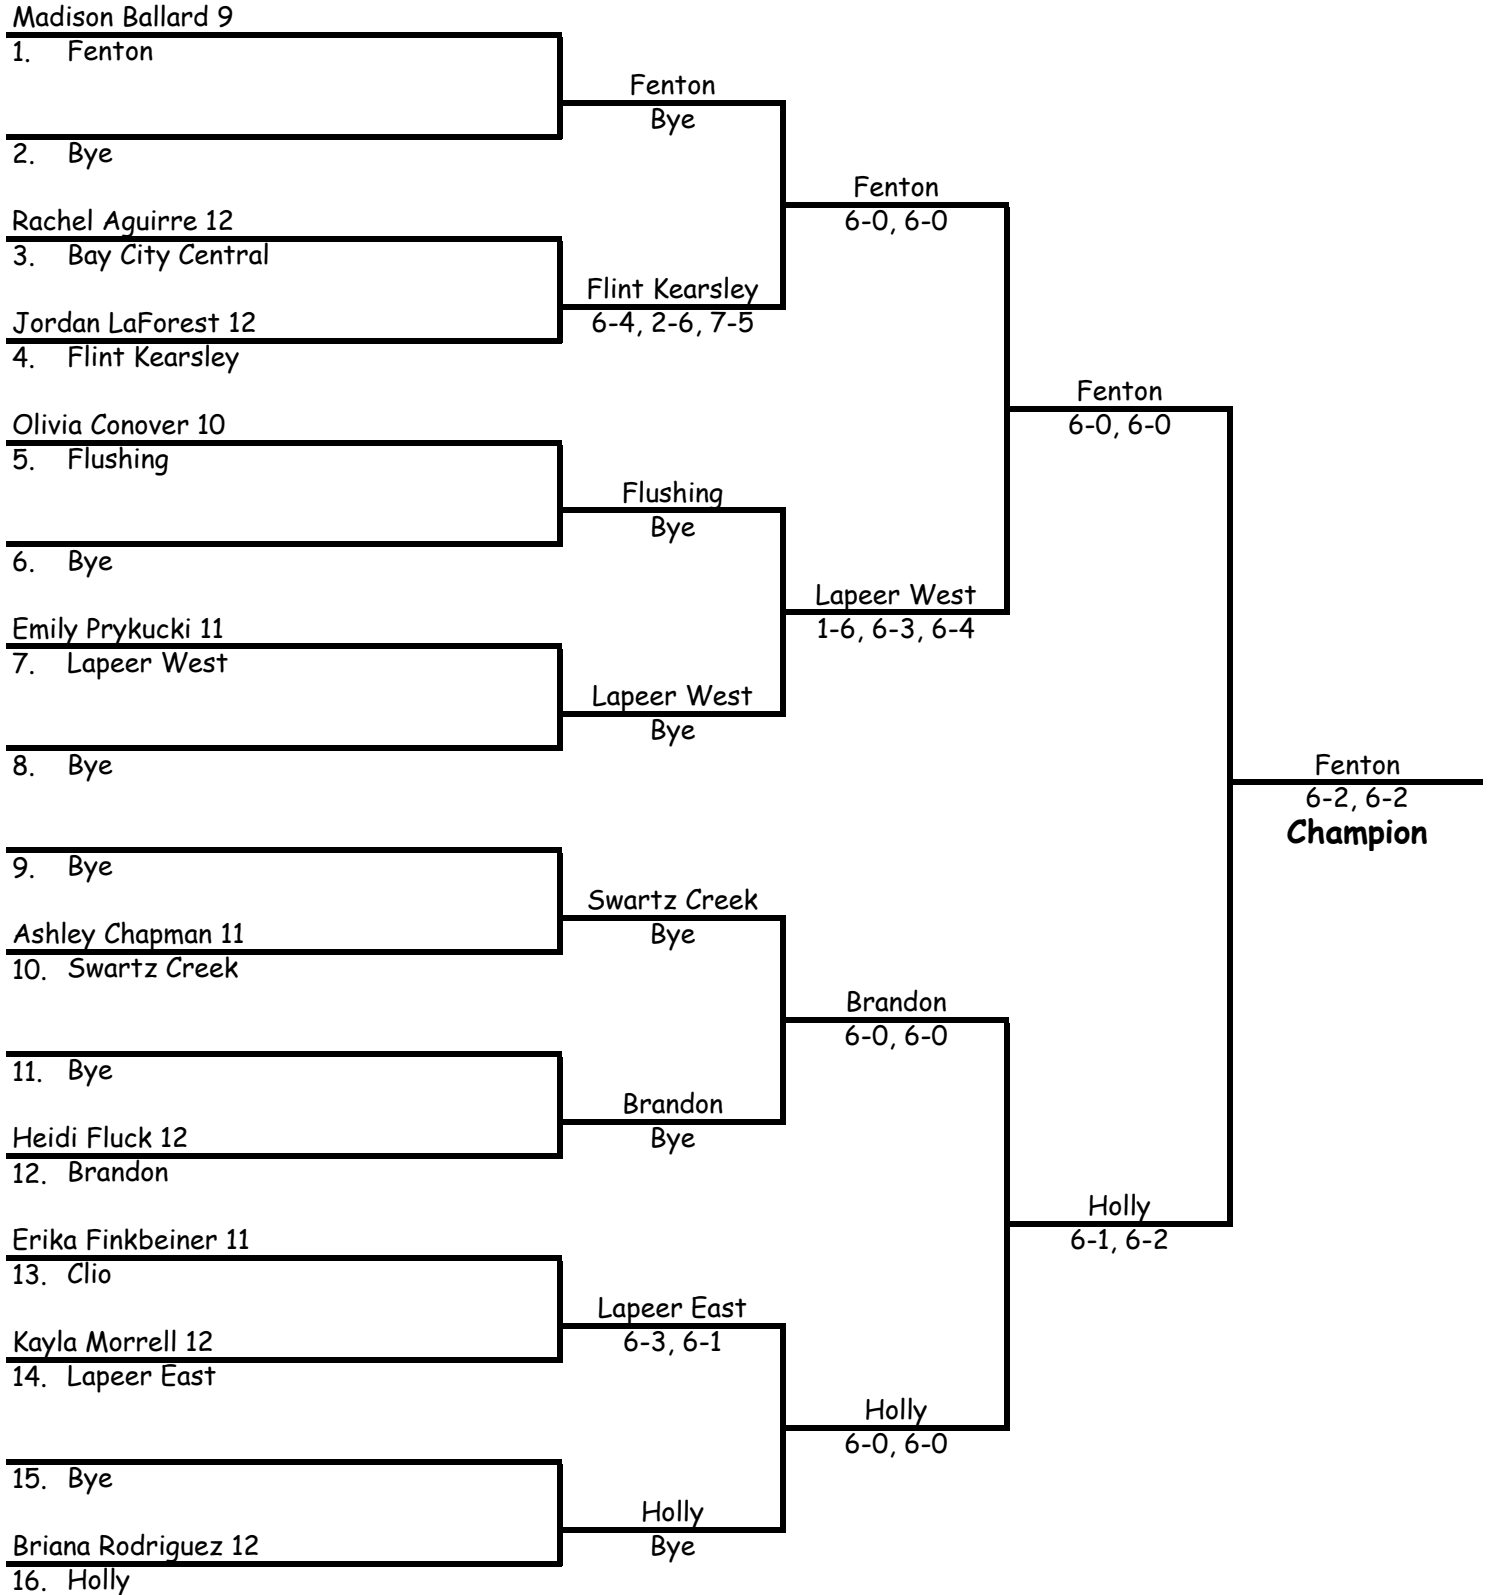 Madison Ballard 9
1. Fenton
Fenton
Bye
2. Bye
Fenton
6-0, 6-0
Rachel Aguirre 12
3. Bay City Central
Flint Kearsley
6-4, 2-6, 7-5
Jordan LaForest 12
4. Flint Kearsley
Fenton
6-0, 6-0
Olivia Conover 10
5. Flushing
Flushing
Bye
6. Bye
Lapeer West
1-6, 6-3, 6-4
Emily Prykucki 11
7. Lapeer West
Lapeer West
Bye
8. Bye
Fenton
6-2, 6-2
Champion
9. Bye
Swartz Creek
Bye
Ashley Chapman 11
10. Swartz Creek
Brandon
6-0, 6-0
11. Bye
Brandon
Bye
Heidi Fluck 12
12. Brandon
Holly
6-1, 6-2
Erika Finkbeiner 11
13. Clio
Lapeer East
6-3, 6-1
Kayla Morrell 12
14. Lapeer East
Holly
6-0, 6-0
15. Bye
Holly
Bye
Briana Rodriguez 12
16. Holly